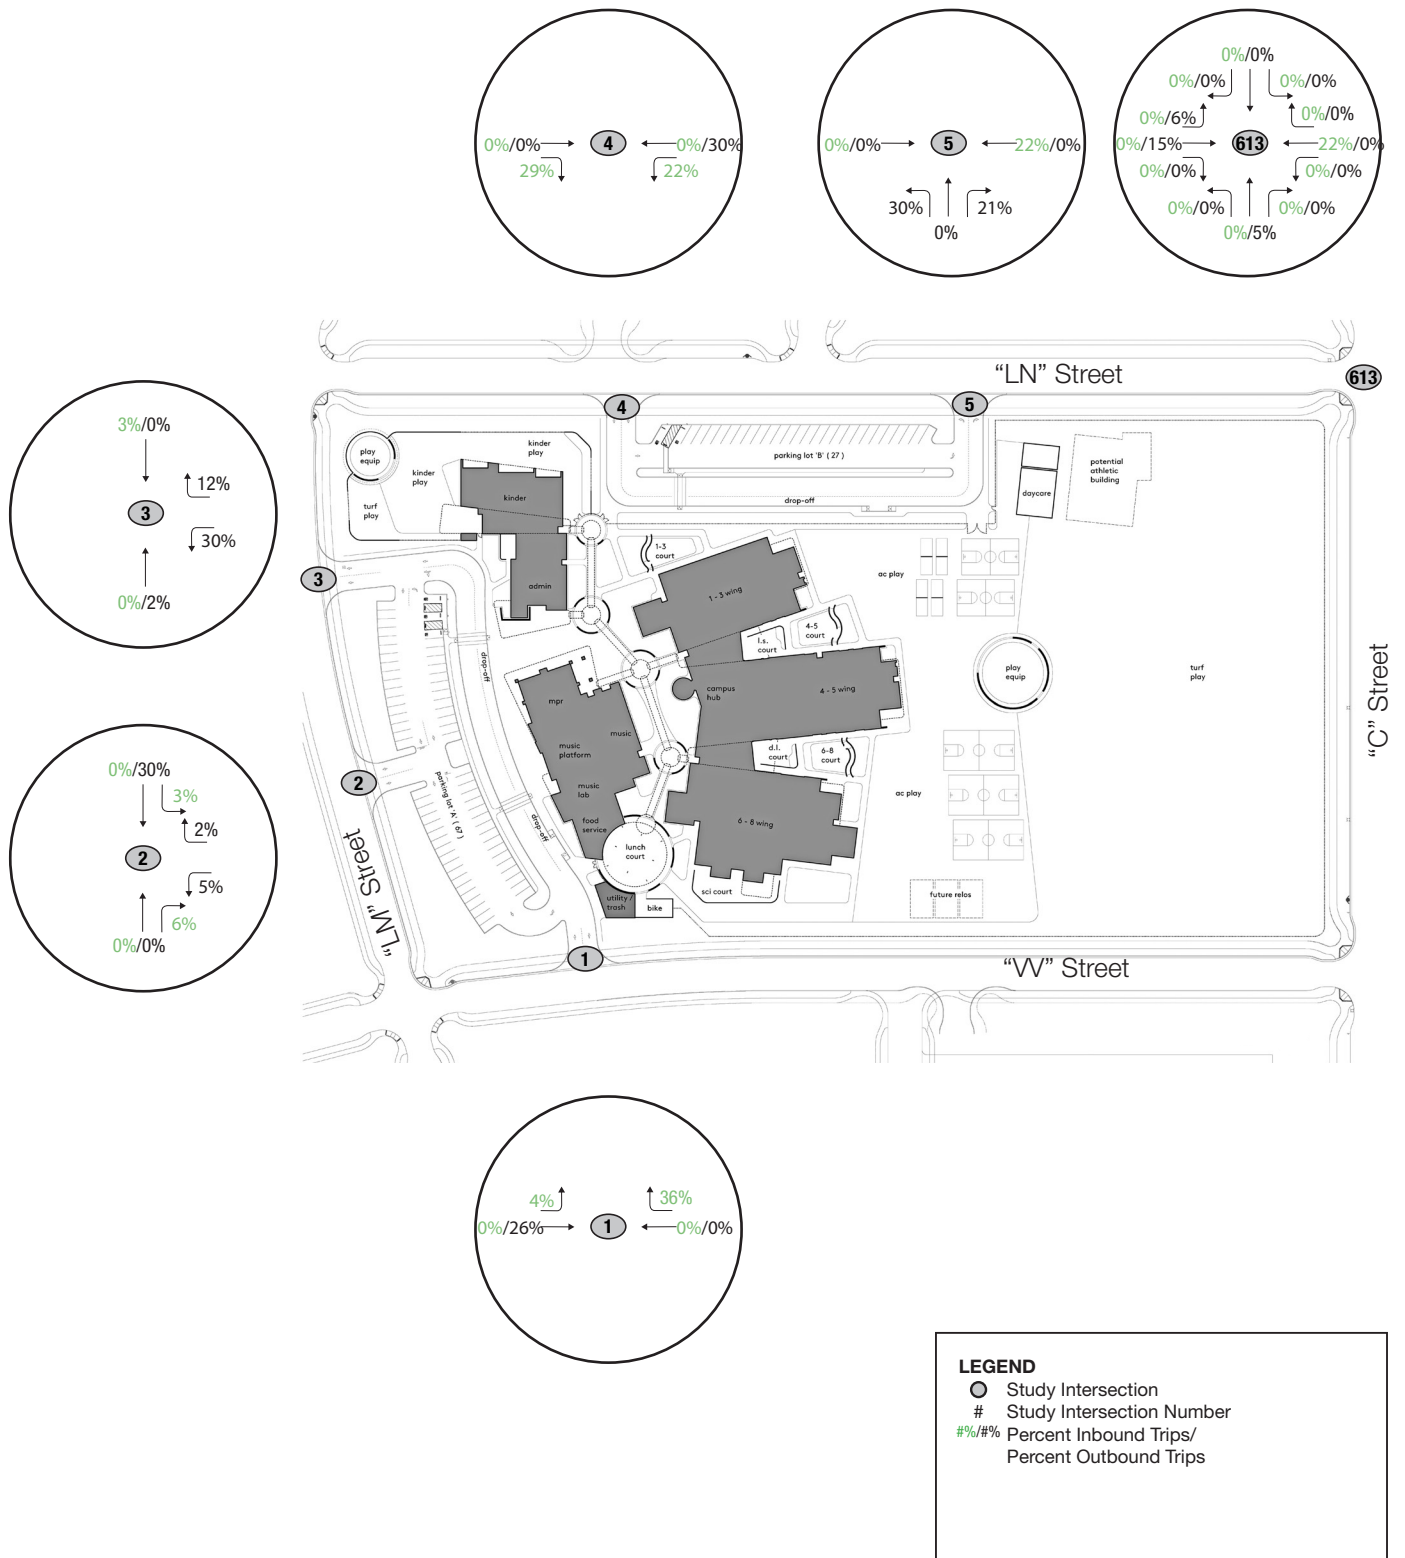 0%/0%
0%/0%
0%/0%
0%/6%
0%/0%
0%/0%
4
0%/30%
0%/0%
5
22%/0%
0%/15%
613
22%/0%
29%
22%
0%/0%
0%/0%
30%
21%
0%/0%
0%/0%
0%
0%/5%
"LN" Street
613
4
5
3%/0%
12%
3
30%
0%/2%
play
equip
kinder
play
kinder
play
turf
play
kinder
parking lot 'B' ( 27 )
drop-off
daycare
potential
athletic
building
3
admin
1-3
court
1 - 3 wing
ac play
l.s.
court
4-5
court
drop-off
mpr
music
platform
music
music
lab
food
service
campus
hub
4 - 5 wing
play
equip
turf
play
"C" Street
d.l.
court
6-8
court
ac play
6 - 8 wing
0%/30%
3%
2%
2
5%
6%
0%/0%
2
parking lot 'A' ( 67 )
drop-off
"LM" Street
lunch
court
sci court
utility /
trash
bike
future relos
1
"VV" Street
4%
36%
0%/26%
1
0%/0%
LEGEND
Study Intersection
# Study Intersection Number
#%/#% Percent Inbound Trips/
Percent Outbound Trips